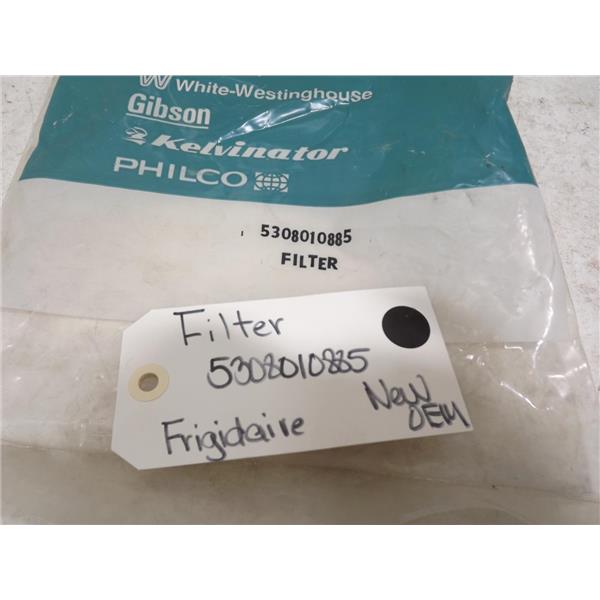 White-Westinghouse
Gibson
Kelvinator
PHILCO
5308010885
FILTER
Filter
5308010885
New
OEM
Frigidaire